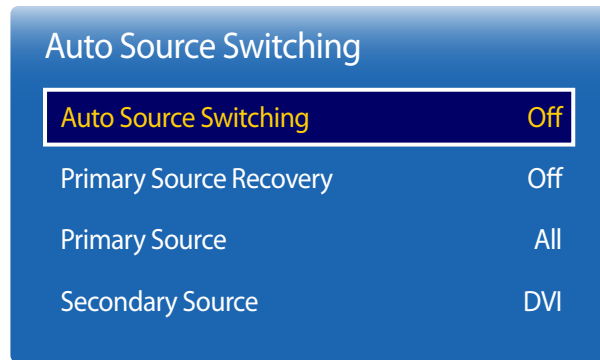 Auto Source Switching
Auto Source Switching Off
Primary Source Recovery Off
Primary Source All
Secondary Source DVI